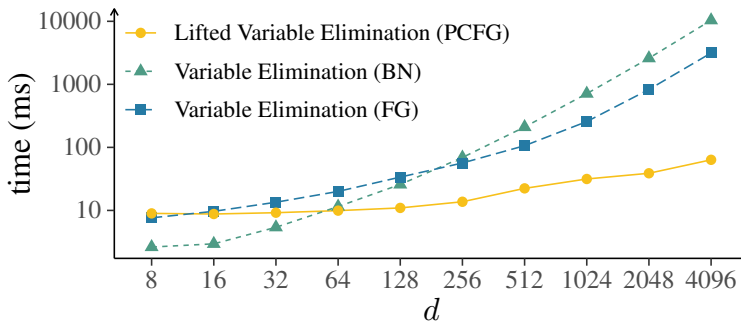 time (ms)
10000
1000
100
10
Lifted Variable Elimination (PCFG)
Variable Elimination (BN)
Variable Elimination (FG)
8 16 32 64 128 256 512 1024 2048 4096
d